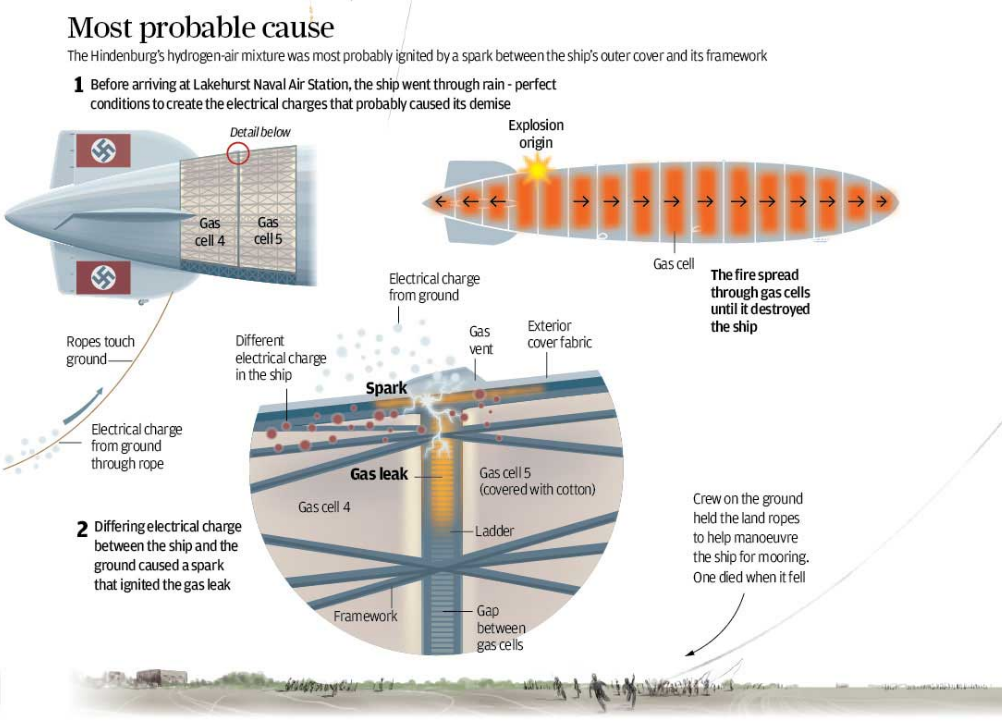 Most probable cause
The Hindenburg's hydrogen-air mixture was most probably ignited by a spark between the ship's outer cover and its framework
1 Before arriving at Lakehurst Naval Air Station, the ship went through rain - perfect
conditions to create the electrical charges that probably caused its demise
Detail below
Gas
cell 4
Gas
cell 5
Explosion
origin
Gas cell
The fire spread
through gas cells
until it destroyed
the ship
Ropes touch
ground
Electrical charge
from ground
through rope
Electrical charge
from ground
Different
electrical charge
in the ship
Gas
vent
Exterior
cover fabric
Spark
Gas leak
Gas cell 4
Gas cell 5
(covered with cotton)
Ladder
Framework
Gap
between
gas cells
2 Differing electrical charge
between the ship and the
ground caused a spark
that ignited the gas leak
Crew on the ground
held the land ropes
to help manoeuvre
the ship for mooring.
One died when it fell